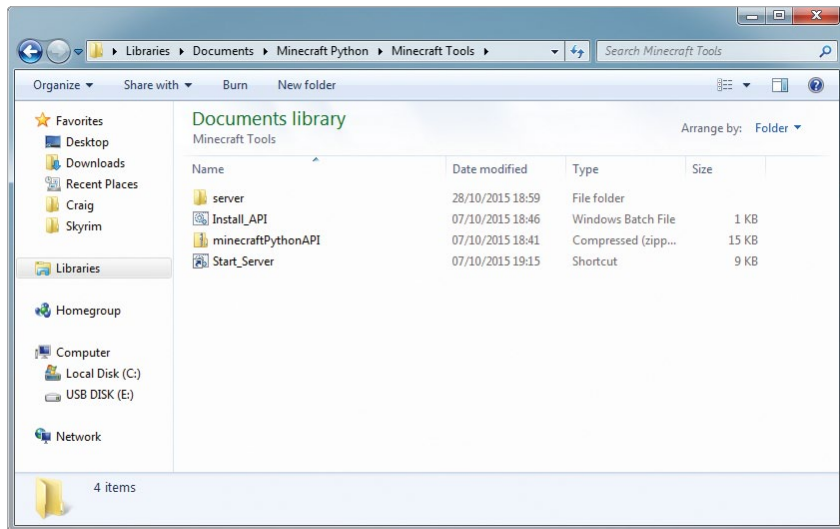 Libraries Documents Minecraft Python Minecraft Tools Search Minecraft Tools
Organize Share with Burn New folder
Favorites
Desktop
Downloads
Recent Places
Craig
Skyrim
Libraries
Homegroup
Computer
Local Disk (C:)
USB DISK (E:)
Network
Documents library
Minecraft Tools
Arrange by: Folder
Name Date modified Type Size
server 28/10/2015 18:59 File folder
Install_API 07/10/2015 18:46 Windows Batch File 1 KB
minecraftPythonAPI 07/10/2015 18:41 Compressed (zipp... 15 KB
Start_Server 07/10/2015 19:15 Shortcut 9 KB
4 items